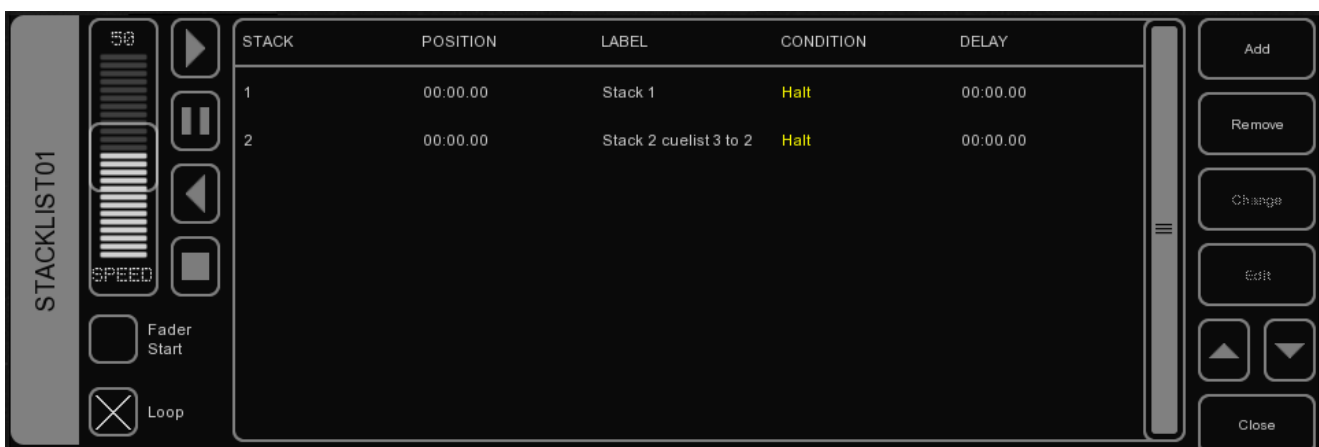 STACKLIST01
50
SPEED
Fader
Start
Loop
STACK POSITION LABEL CONDITION DELAY
1 00:00.00 Stack 1 Halt 00:00.00
2 00:00.00 Stack 2 cuelist 3 to 2 Halt 00:00.00
Add
Remove
Change
Edit
Close